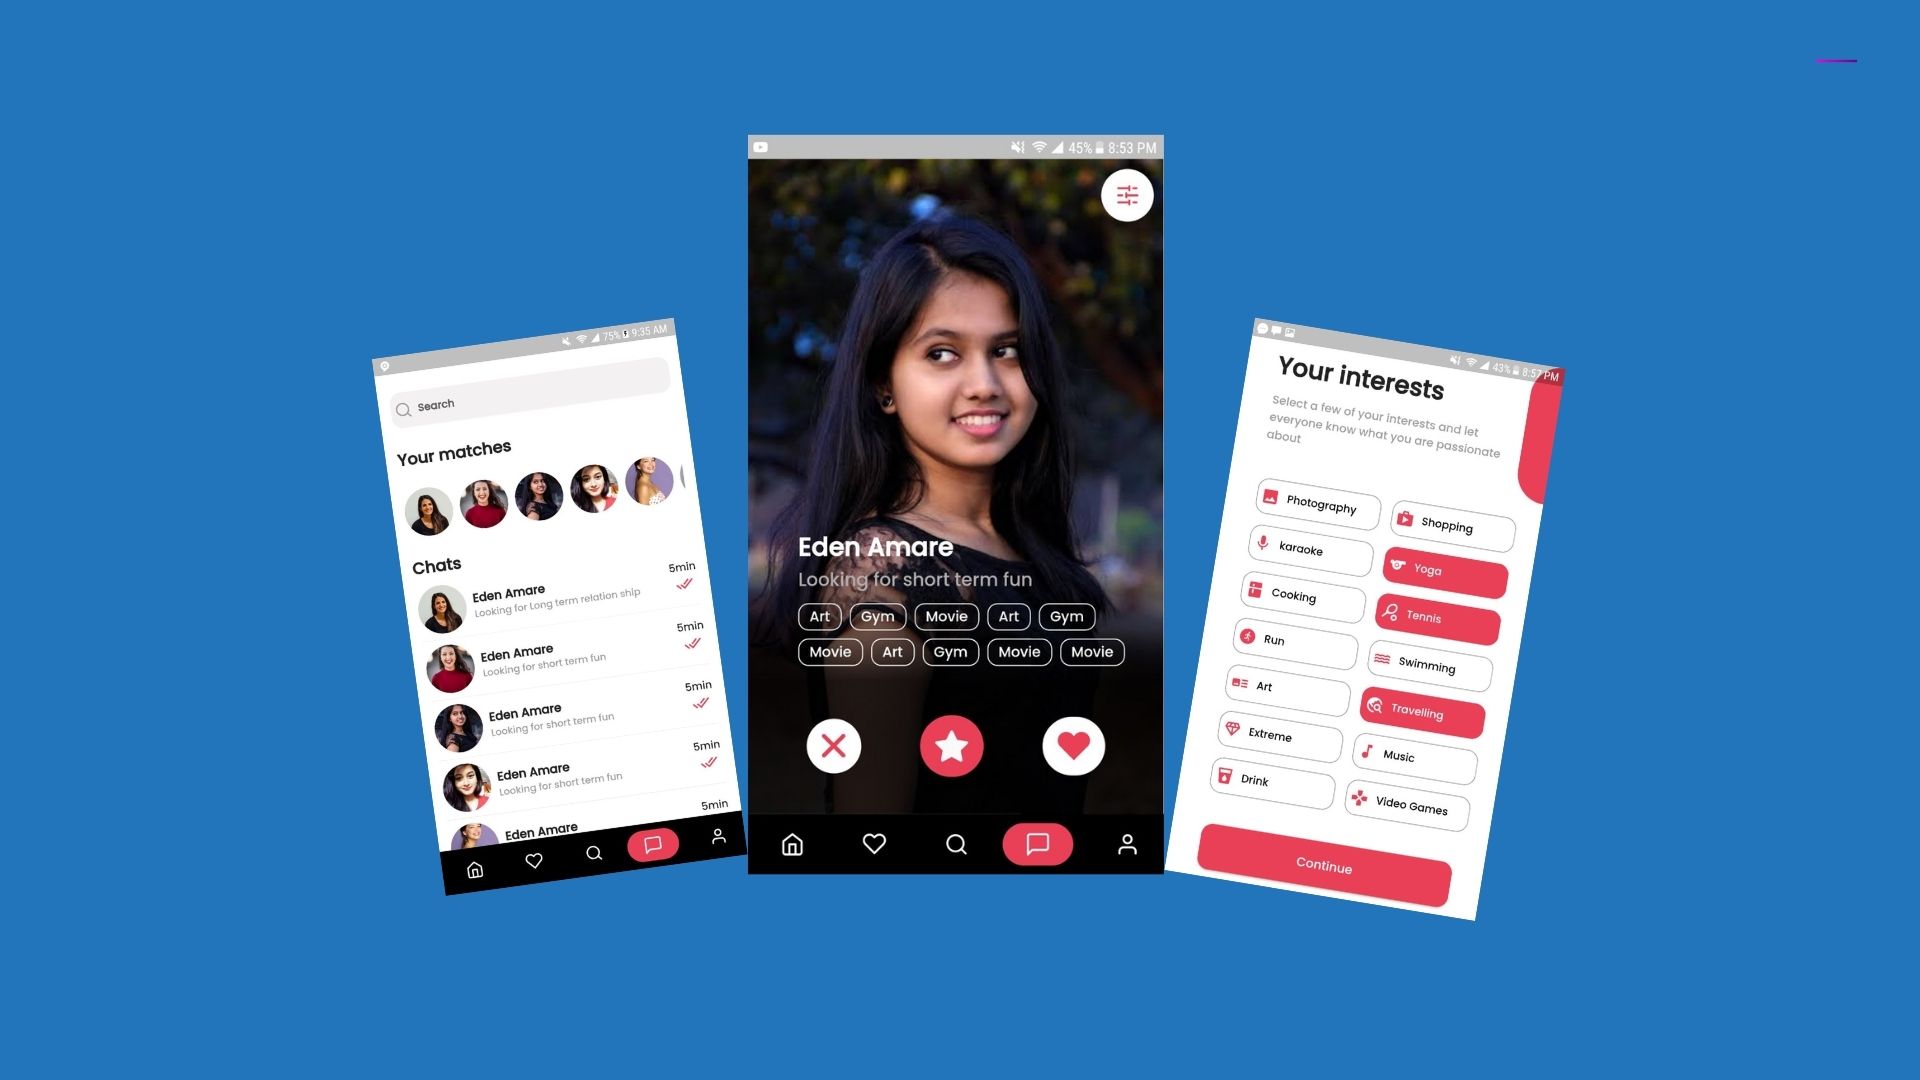 75% 9:35 AM
Search
Your matches
Chats
Eden Amare
5min
Looking for Long term relation ship
Eden Amare
5min
Looking for short term fun
Eden Amare
5min
Looking for short term fun
Eden Amare
5min
Looking for short term fun
Eden Amare
5min
45% 8:53 PM
Eden Amare
Looking for short term fun
Art Gym Movie Art Gym
Movie Art Gym Movie Movie
43% 8:57 PM
Your interests
Select a few of your interests and let
everyone know what you are passionate
about
Photography Shopping
karaoke Yoga
Cooking Tennis
Run Swimming
Art Travelling
Extreme Music
Drink Video Games
Continue